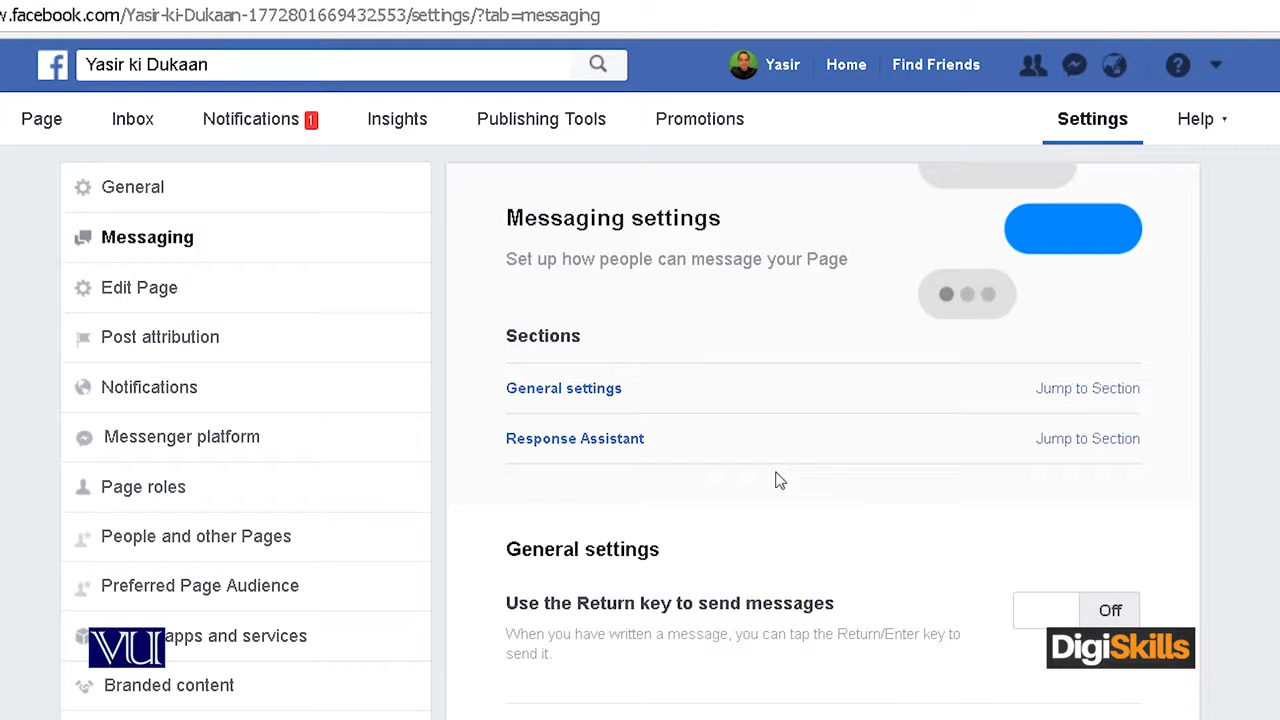 w.facebook.com/Yasir-ki-Dukaan-1772801669432553/settings/?tab=messaging
Yasir ki Dukaan
Yasir
Home
Find Friends
Page
Inbox
Notifications 1
Insights
Publishing Tools
Promotions
Settings
Help
General
Messaging
Edit Page
Post attribution
Notifications
Messenger platform
Page roles
People and other Pages
Preferred Page Audience
apps and services
Branded content
Messaging settings
Set up how people can message your Page
Sections
General settings
Jump to Section
Response Assistant
Jump to Section
General settings
Use the Return key to send messages
Off
When you have written a message, you can tap the Return/Enter key to
send it.
VU
DigiSkills